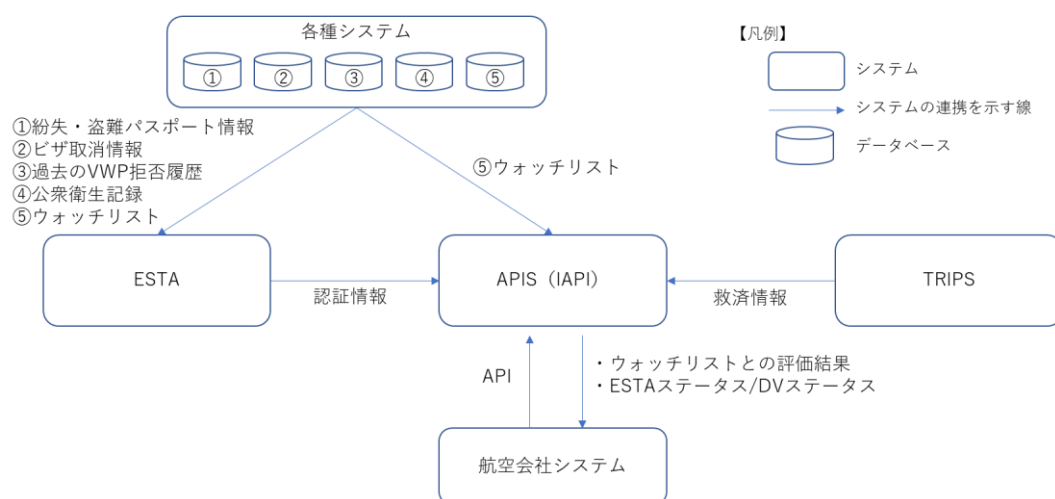 各種システム
①
②
③
④
⑤
【凡例】
システム
システムの連携を示す線
データベース
①紛失・盗難パスポート情報
②ビザ取消情報
③過去のVWP拒否履歴
④公衆衛生記録
⑤ウォッチリスト
⑤ウォッチリスト
ESTA
認証情報
APIS（IAPI）
救済情報
TRIPS
API
・ウォッチリストとの評価結果
・ESTAステータス/DVステータス
航空会社システム